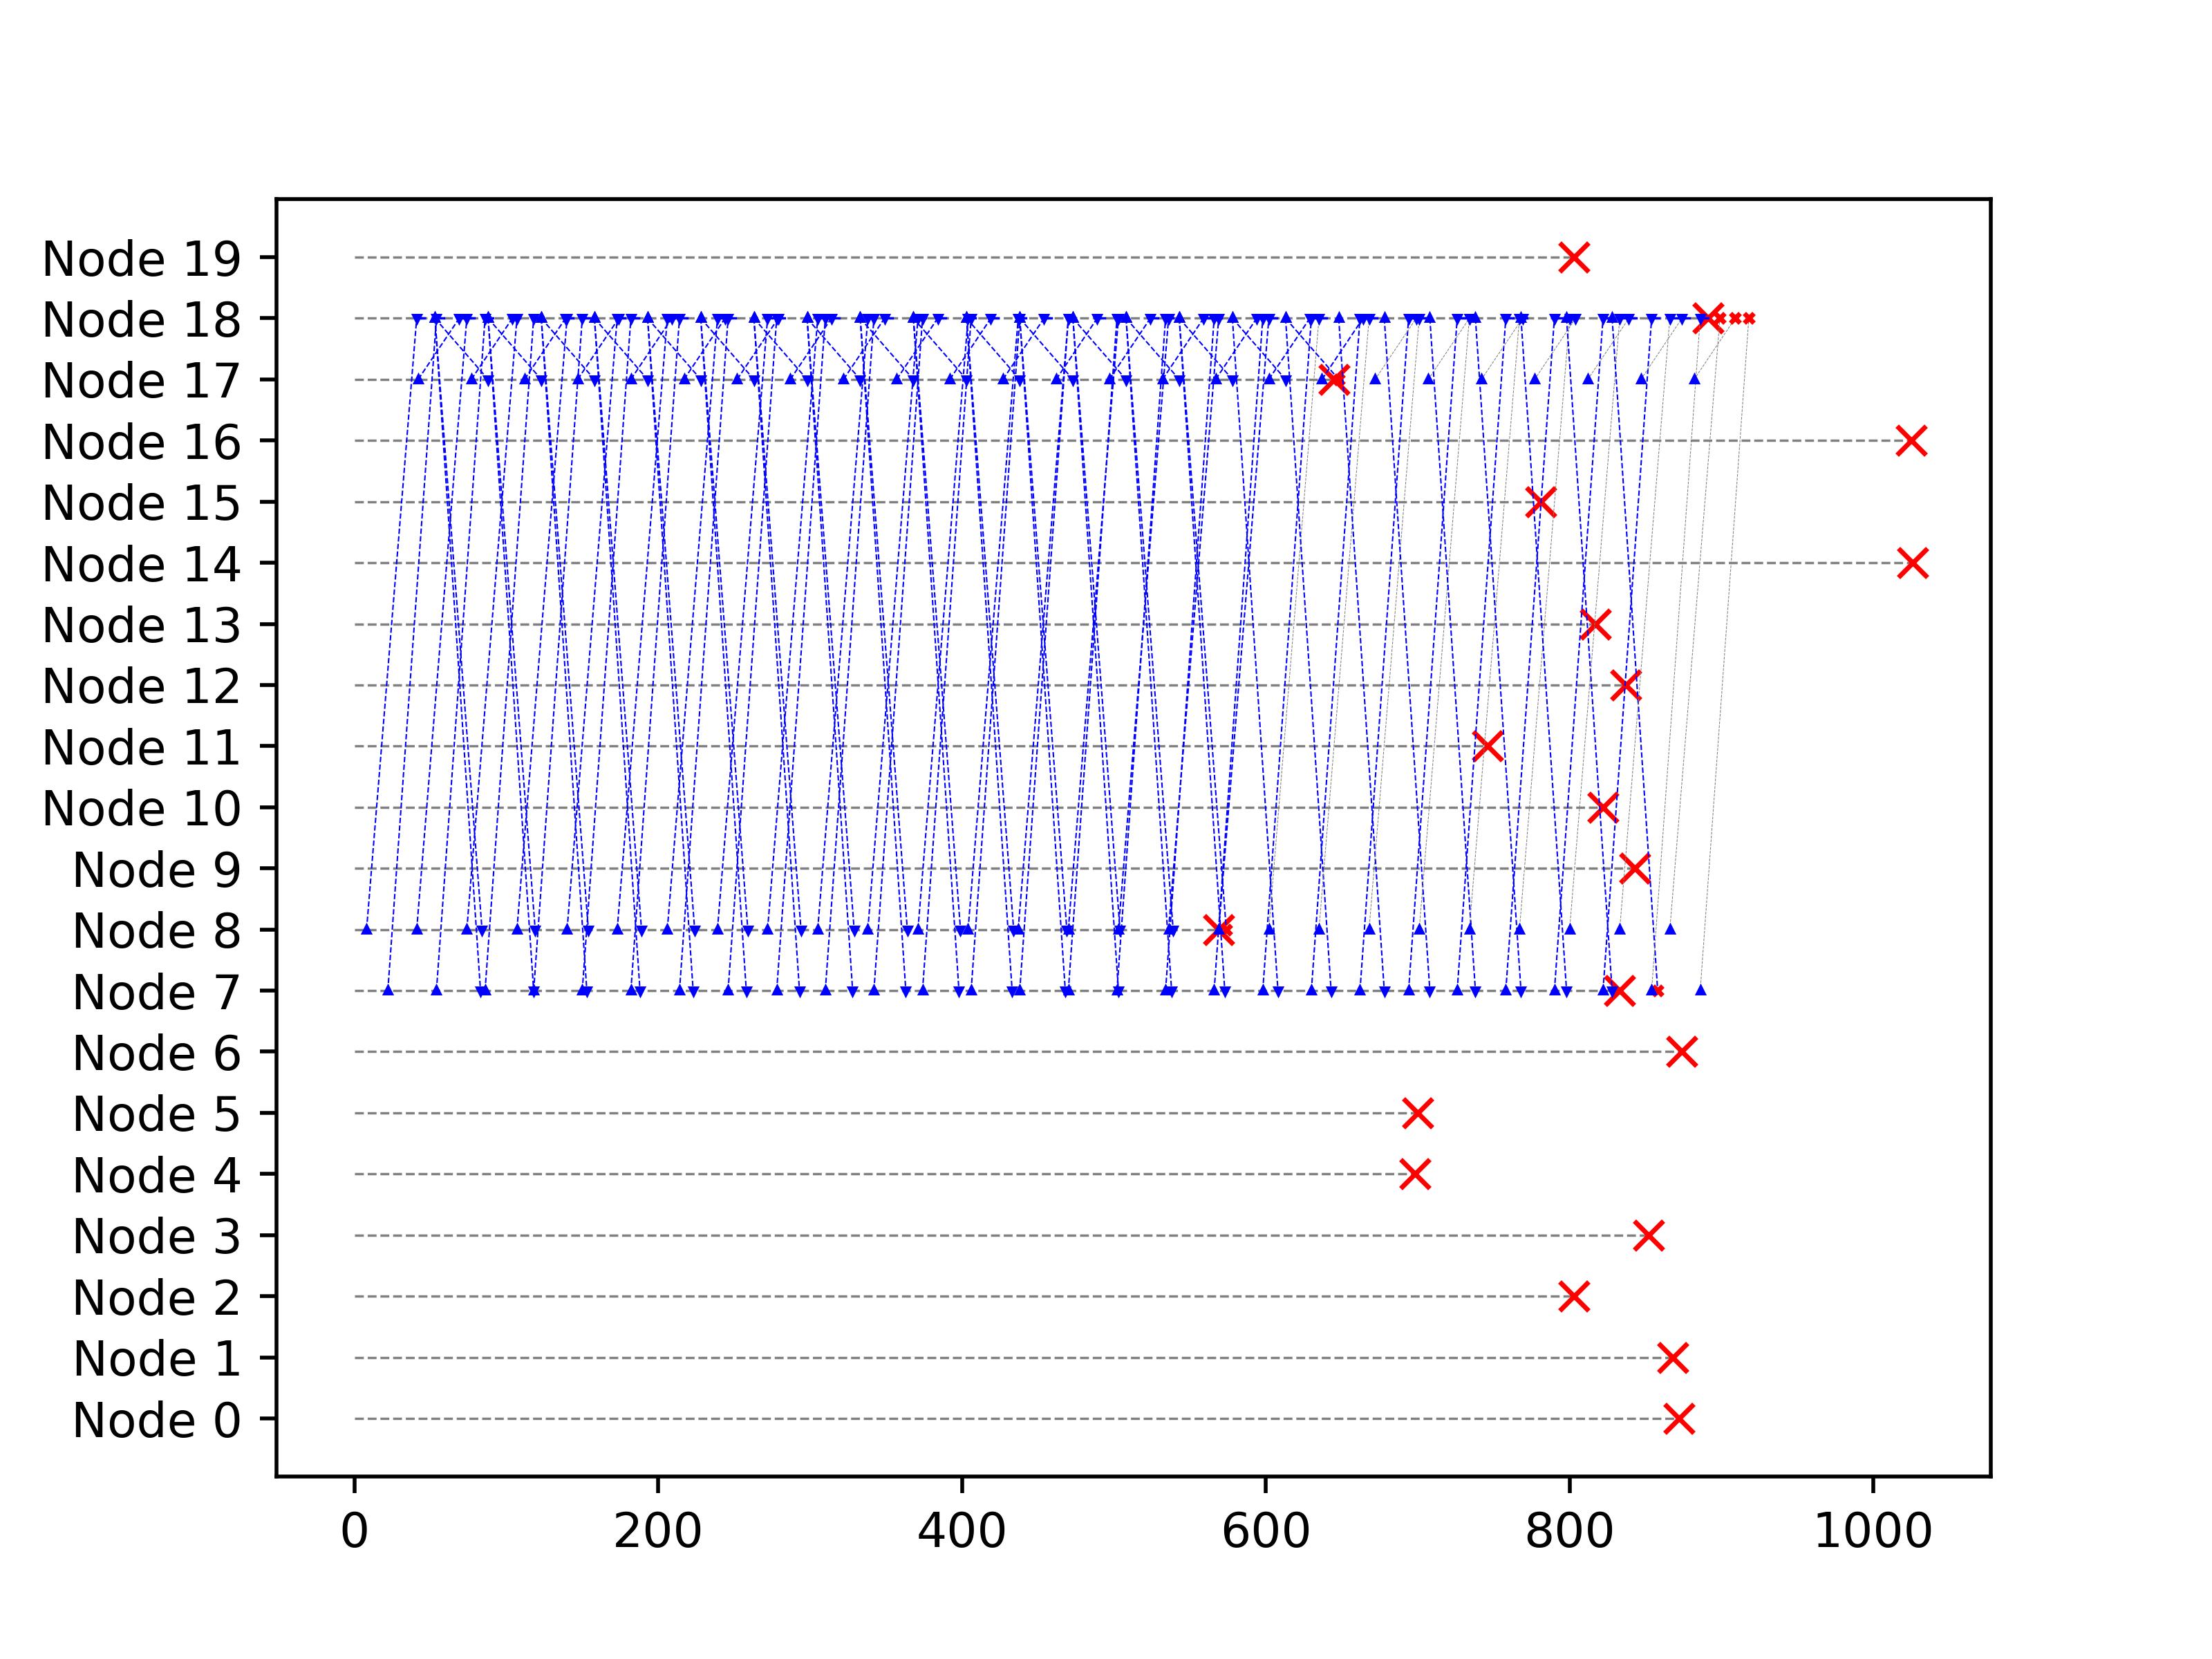 Node 19
Node 18
Node 17
Node 16
Node 15
Node 14
Node 13
Node 12
Node 11
Node 10
Node 9
Node 8
Node 7
Node 6
Node 5
Node 4
Node 3
Node 2
Node 1
Node 0
0 200 400 600 800 1000